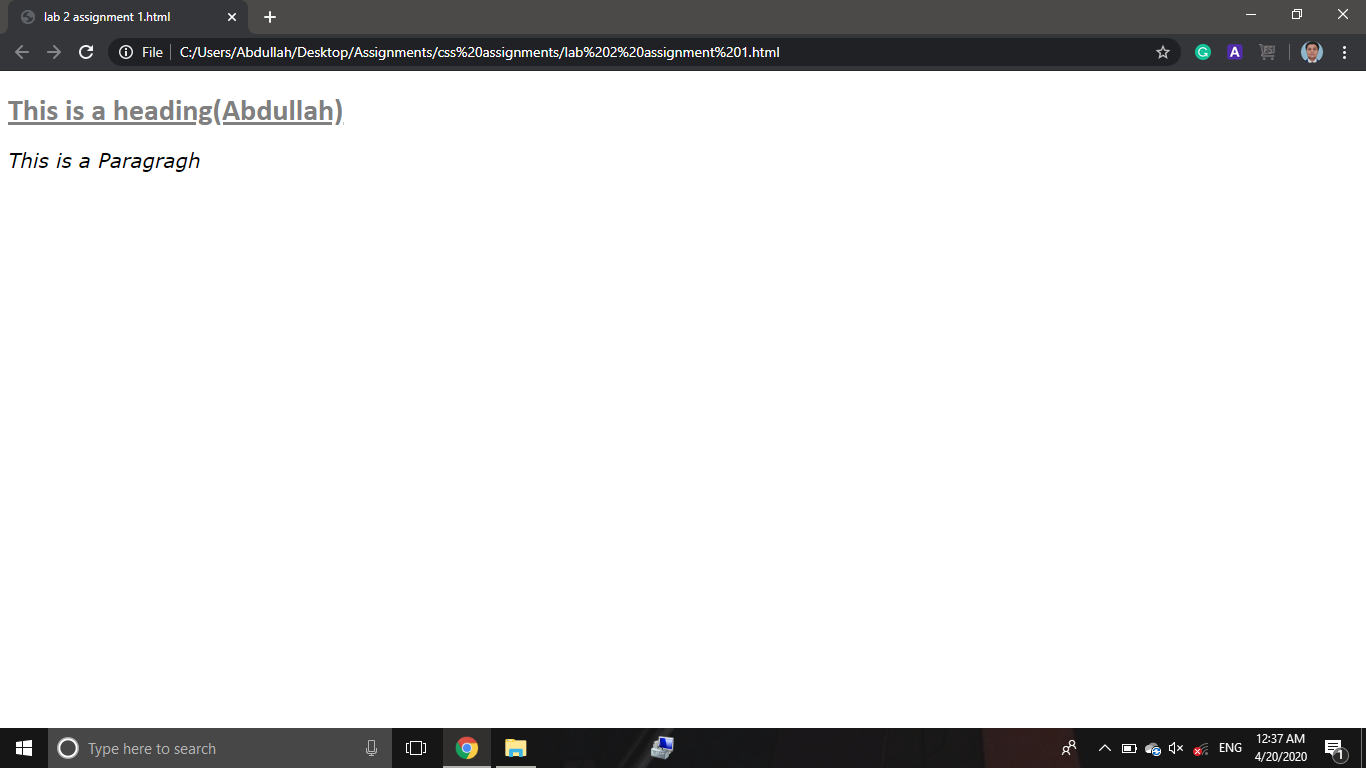 lab 2 assignment 1.html
File
C:/Users/Abdullah/Desktop/Assignments/css%20assignments/lab%202%20assignment%201.html
This is a heading(Abdullah)
This is a Paragragh
Type here to search
ENG
12:37 AM
4/20/2020
1